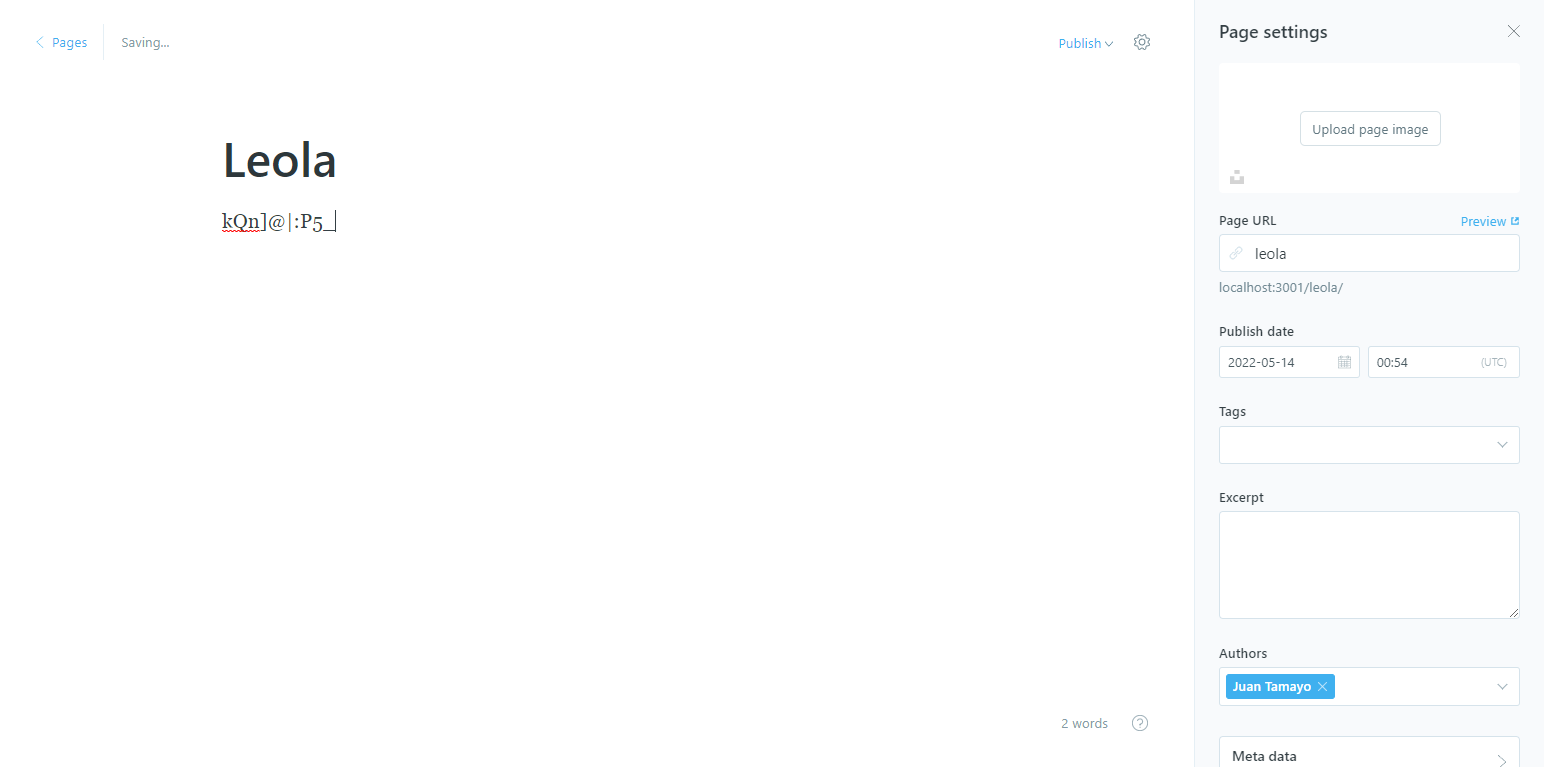 Pages
Saving...
Publish
Leola
kQn]@|:P5_
2 words
Page settings
Upload page image
Page URL
Preview
leola
localhost:3001/leola/
Publish date
2022-05-14
00:54
(UTC)
Tags
Excerpt
Authors
Juan Tamayo
Meta data